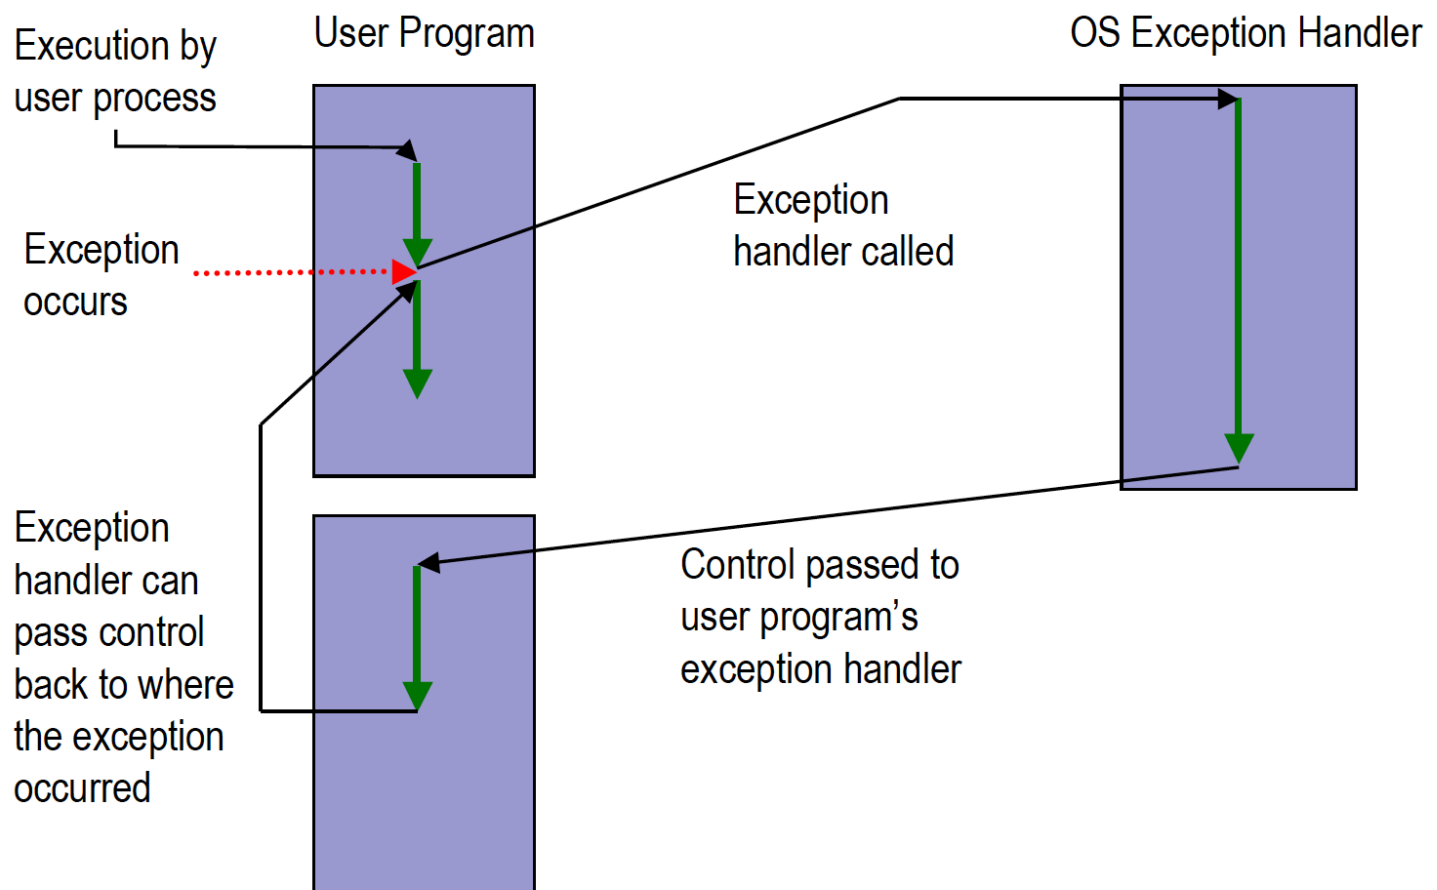 Execution by
user process
User Program
OS Exception Handler
Exception
occurs
Exception
handler called
Exception
handler can
pass control
back to where
the exception
occurred
Control passed to
user program’s
exception handler